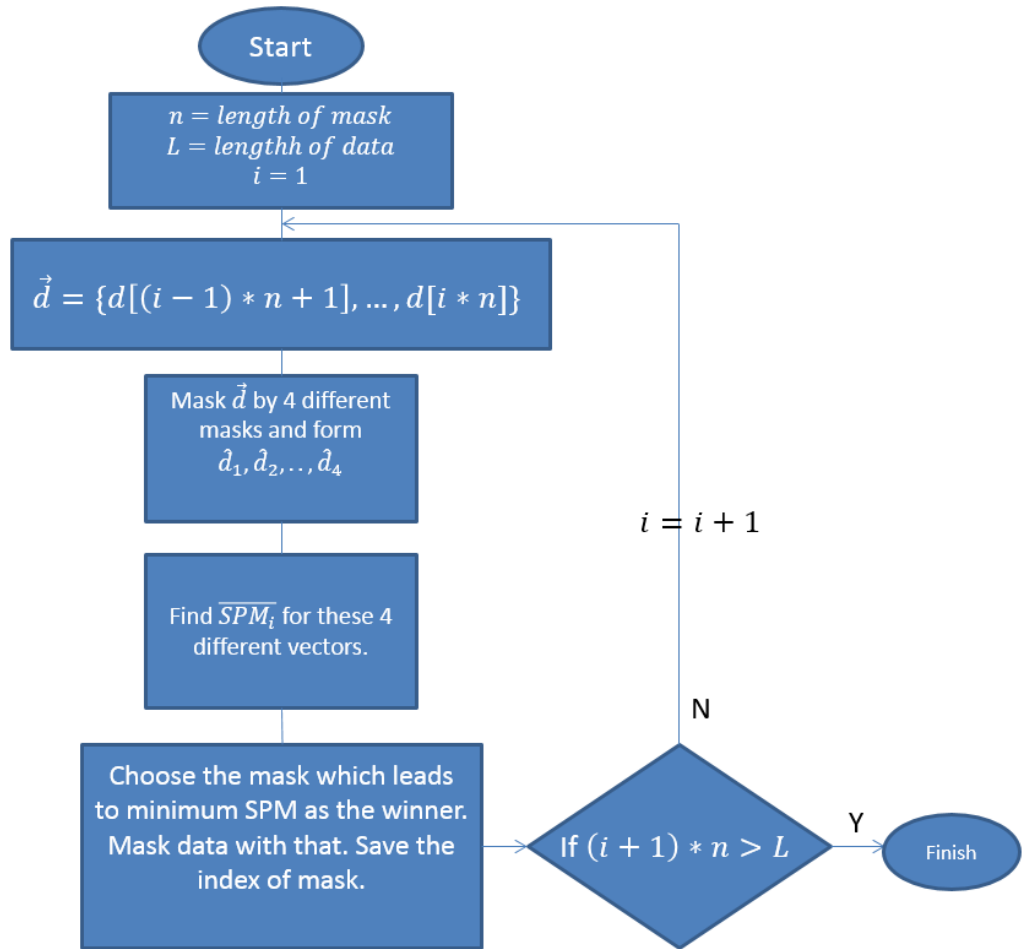 Start
n = length of mask
L = lengthh of data
i = 1
d⃗ = {d[(i − 1) ∗ n + 1], … , d[i ∗ n]}
Mask d⃗ by 4 different
masks and form
d̂₁, d̂₂, . . , d̂₄
i = i + 1
Find S̅P̅M̅ᵢ̅ for these 4
different vectors.
N
Choose the mask which leads
to minimum SPM as the winner.
Mask data with that. Save the
index of mask.
If (i + 1) ∗ n > L
Y
Finish